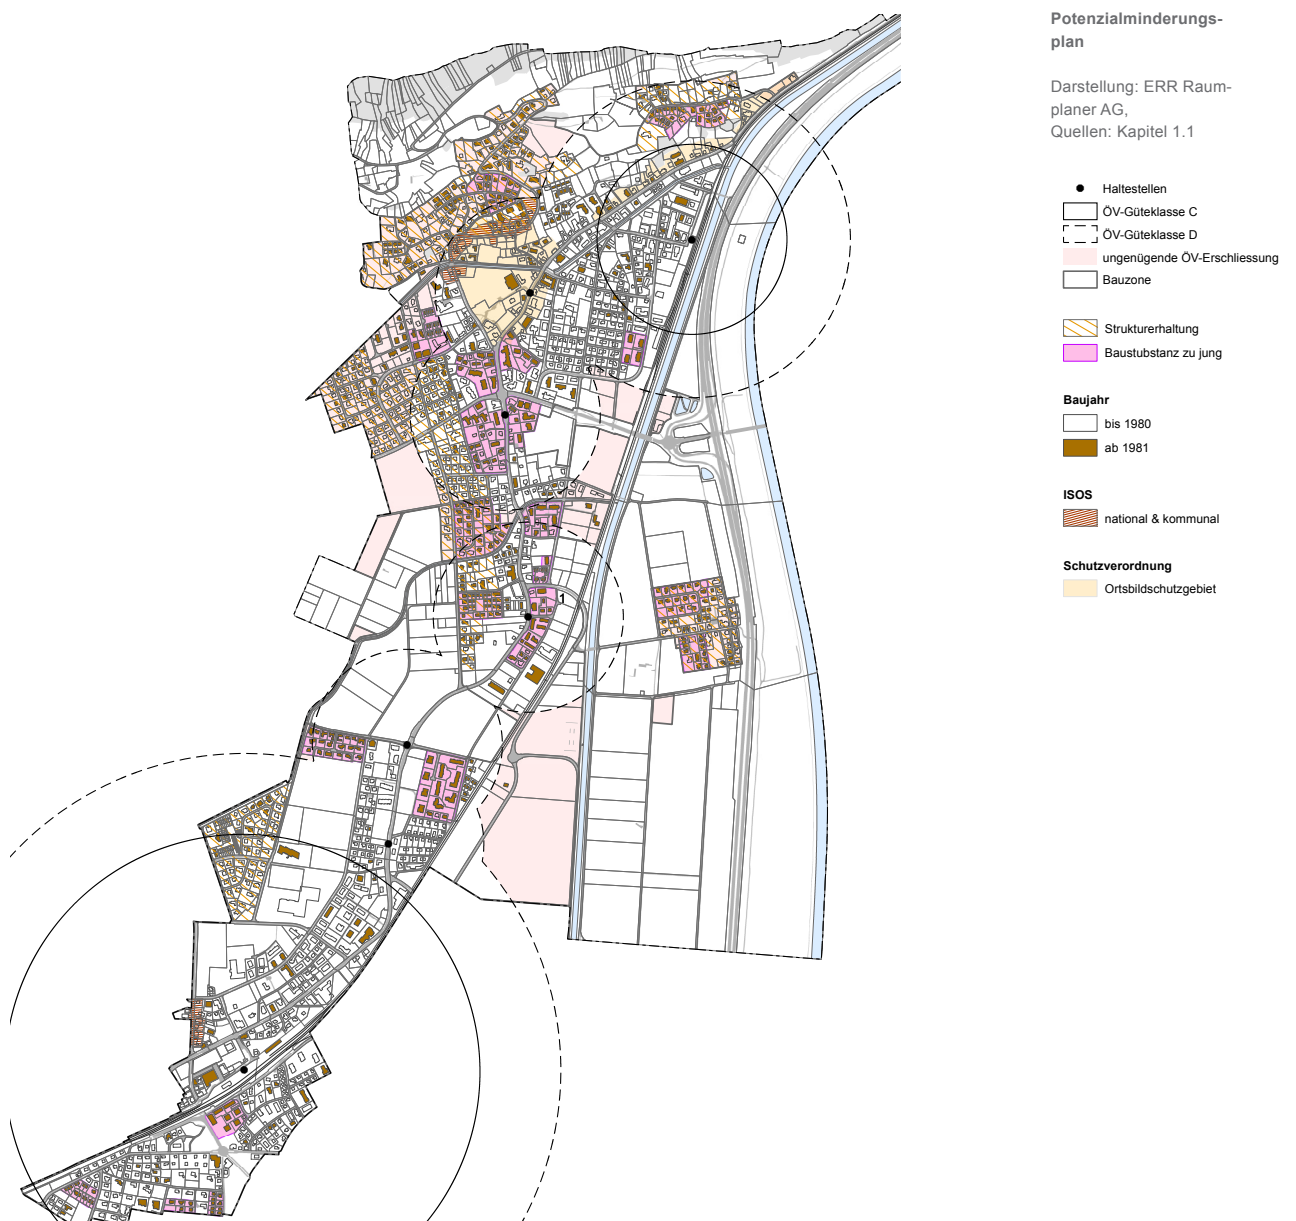 Potenzialminderungs-
plan
Darstellung: ERR Raum-
planer AG,
Quellen: Kapitel 1.1
Haltestellen
ÖV-Güteklasse C
ÖV-Güteklasse D
ungenügende ÖV-Erschliessung
Bauzone
Strukturerhaltung
Baustubstanz zu jung
Baujahr
bis 1980
ab 1981
ISOS
national & kommunal
Schutzverordnung
Ortsbildschutzgebiet
1